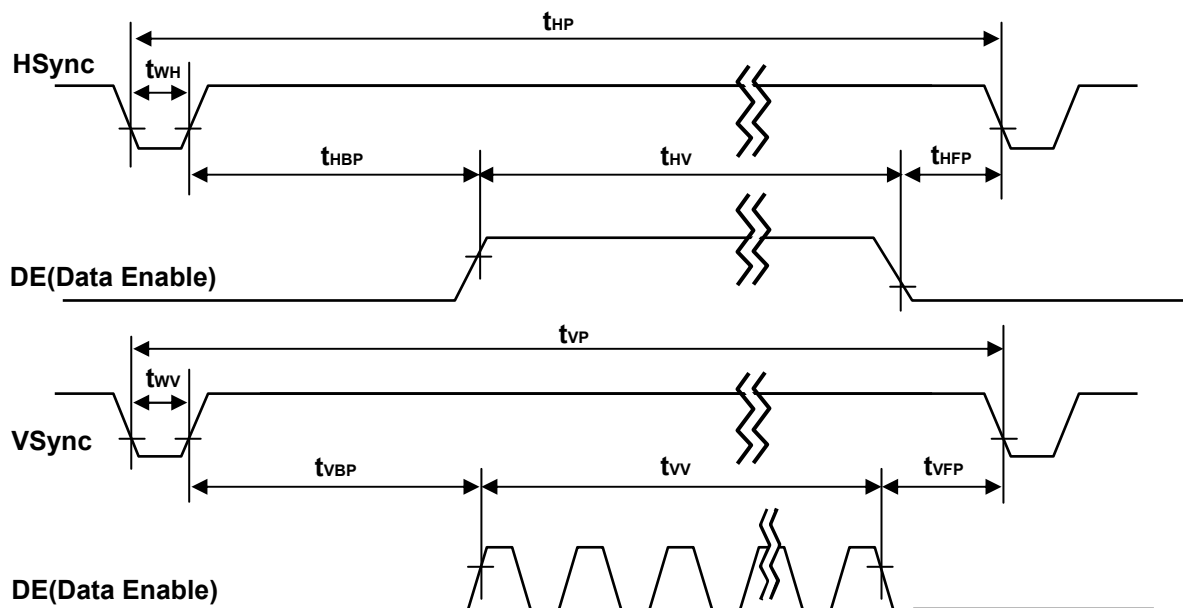 tHP
HSync
tWH
tHBP tHV tHFP
DE(Data Enable)
tVP
tWV
VSync
tVBP tVV tVFP
DE(Data Enable)